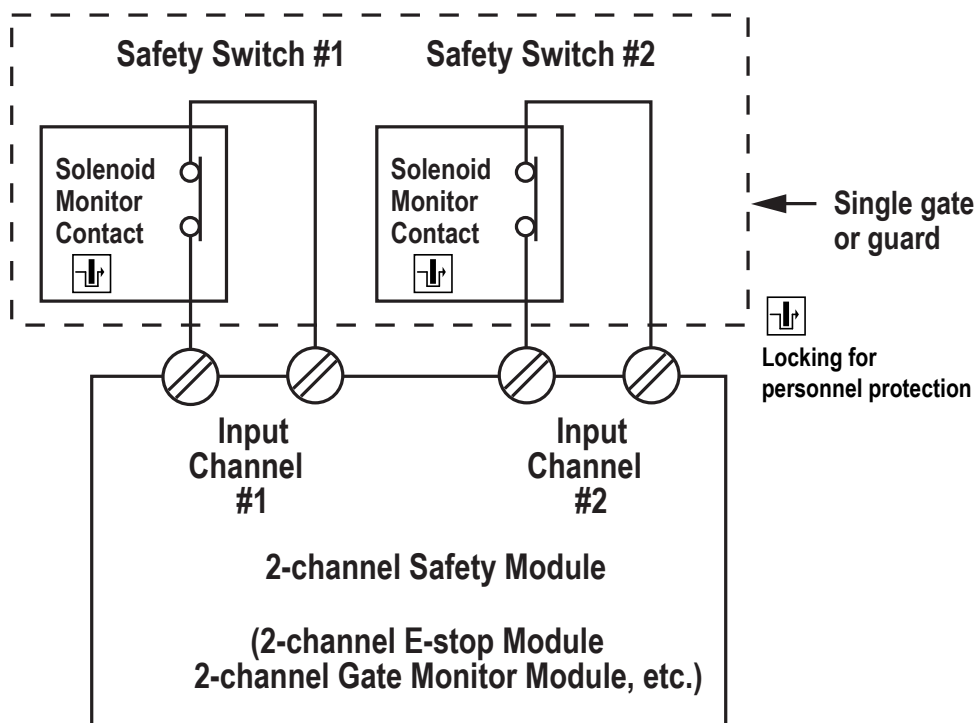 Safety Switch #1
Safety Switch #2
Solenoid
Monitor
Contact
Solenoid
Monitor
Contact
Single gate
or guard
Locking for
personnel protection
Input
Channel
#1
Input
Channel
#2
2-channel Safety Module
(2-channel E-stop Module
2-channel Gate Monitor Module, etc.)